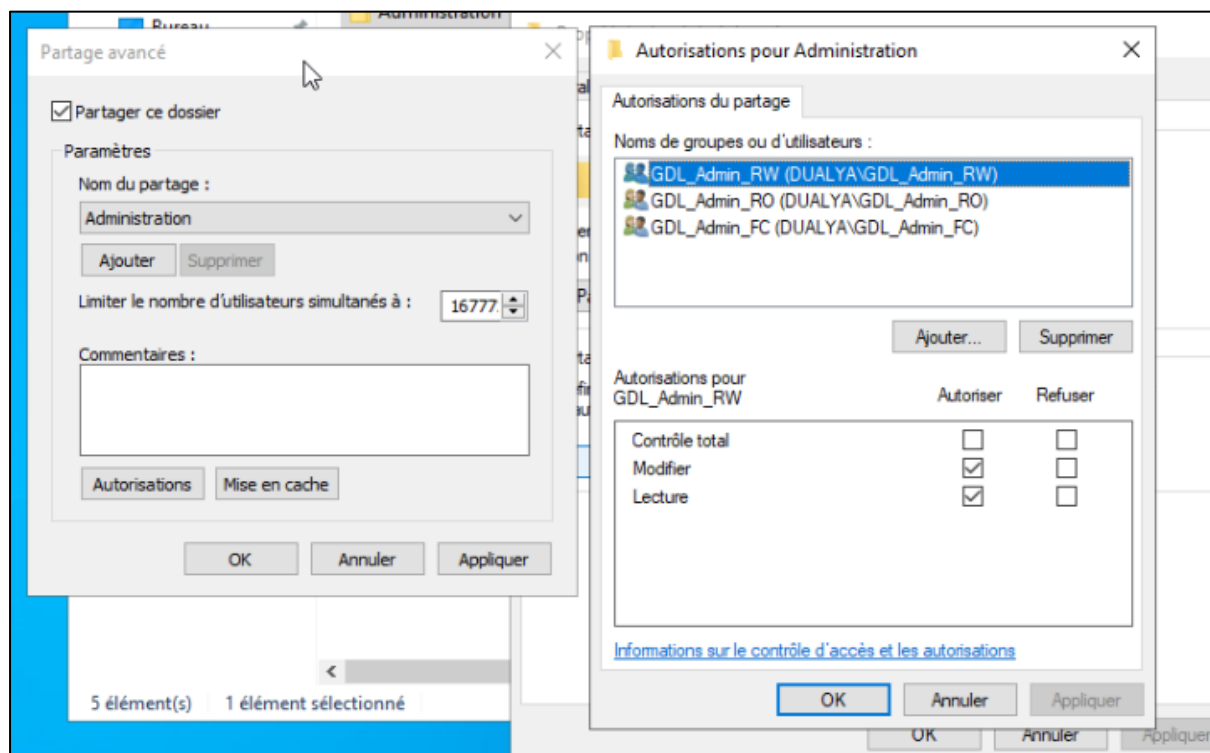 Bureau
Administration
Partage avancé
Partager ce dossier
Paramètres
Nom du partage :
Administration
Ajouter
Supprimer
Limiter le nombre d'utilisateurs simultanés à :
16777
Commentaires :
Autorisations
Mise en cache
OK
Annuler
Appliquer
5 élément(s)
1 élément sélectionné
Autorisations pour Administration
Autorisations du partage
Noms de groupes ou d'utilisateurs :
GDL_Admin_RW (DUALYA\GDL_Admin_RW)
GDL_Admin_RO (DUALYA\GDL_Admin_RO)
GDL_Admin_FC (DUALYA\GDL_Admin_FC)
Ajouter...
Supprimer
Autorisations pour
GDL_Admin_RW
Autoriser
Refuser
Contrôle total
Modifier
Lecture
Informations sur le contrôle d'accès et les autorisations
OK
Annuler
Appliquer
OK
Annuler
Appliquer